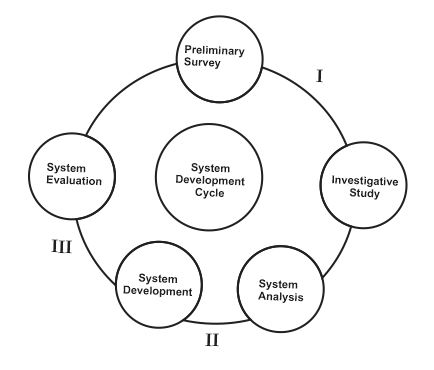 Preliminary
Survey
I
Investigative
Study
System
Analysis
II
System
Development
III
System
Evaluation
System
Development
Cycle